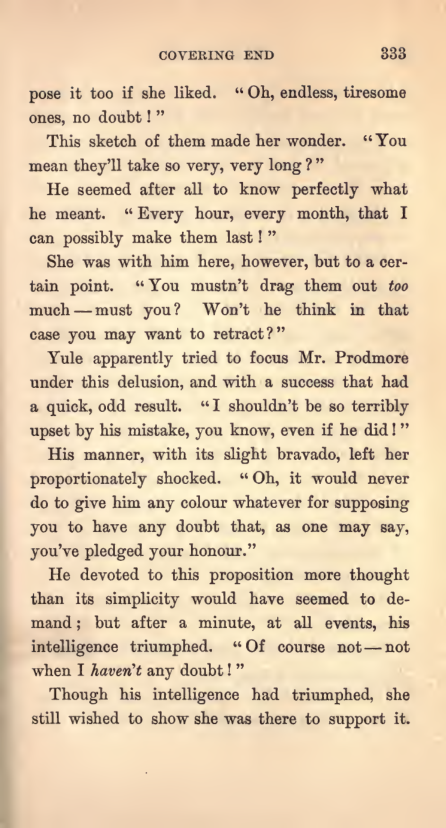 COVERING END 333
pose it too if she liked. “Oh, endless, tiresome
ones, no doubt!”
This sketch of them made her wonder. “You
mean they'll take so very, very long?”
He seemed after all to know perfectly what
he meant. “Every hour, every month, that I
can possibly make them last!”
She was with him here, however, but to a cer-
tain point. “You mustn't drag them out too
much—must you? Won't he think in that
case you may want to retract?”
Yule apparently tried to focus Mr. Prodmore
under this delusion, and with a success that had
a quick, odd result. “I shouldn't be so terribly
upset by his mistake, you know, even if he did!”
His manner, with its slight bravado, left her
proportionately shocked. “Oh, it would never
do to give him any colour whatever for supposing
you to have any doubt that, as one may say,
you've pledged your honour.”
He devoted to this proposition more thought
than its simplicity would have seemed to de-
mand; but after a minute, at all events, his
intelligence triumphed. “Of course not—not
when I haven't any doubt!”
Though his intelligence had triumphed, she
still wished to show she was there to support it.